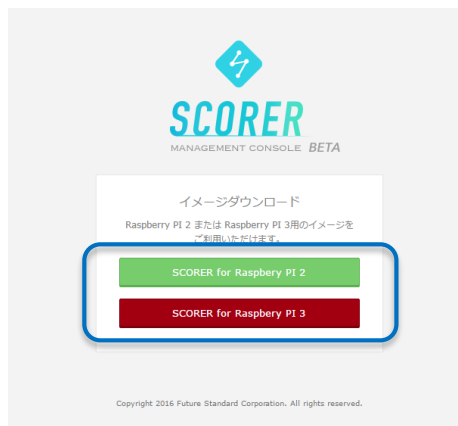 SCORER
MANAGEMENT CONSOLE BETA
イメージダウンロード
Raspberry PI 2 または Raspberry PI 3用のイメージを
ご利用いただけます。
SCORER for Raspbery PI 2
SCORER for Raspbery PI 3
Copyright 2016 Future Standard Corporation. All rights reserved.